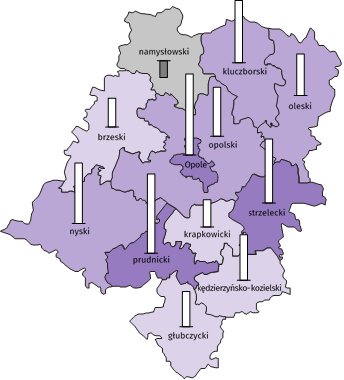 namysłowski
kluczborski
oleski
brzeski
opolski
Opole
strzelecki
nyski
krapkowicki
prudnicki
kędzierzyńsko-kozielski
głubczycki